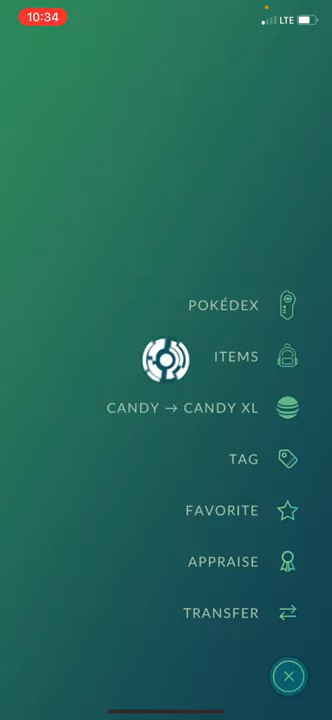 10:34
LTE
POKÉDEX
ITEMS
CANDY → CANDY XL
TAG
FAVORITE
APPRAISE
TRANSFER